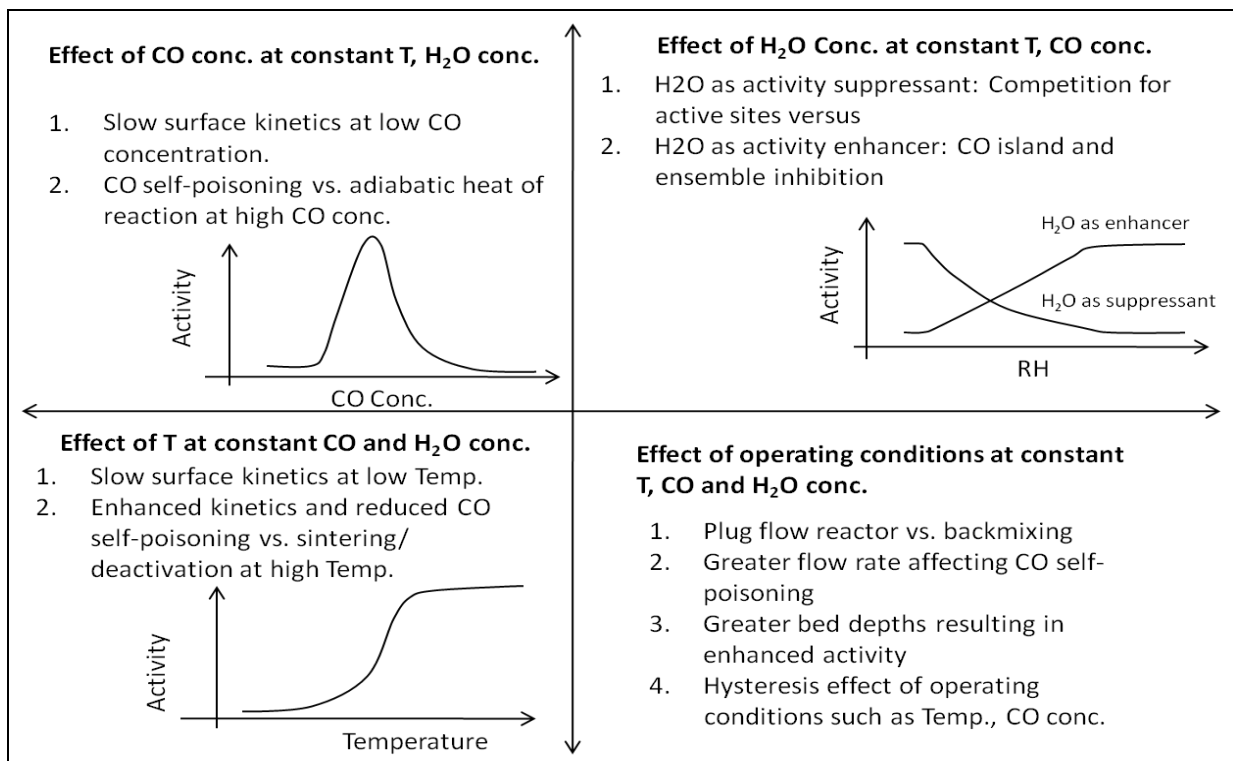 Effect of CO conc. at constant T, H₂O conc.
1. Slow surface kinetics at low CO
concentration.
2. CO self-poisoning vs. adiabatic heat of
reaction at high CO conc.
Activity
CO Conc.
Effect of H₂O Conc. at constant T, CO conc.
1. H2O as activity suppressant: Competition for
active sites versus
2. H2O as activity enhancer: CO island and
ensemble inhibition
H₂O as enhancer
Activity
H₂O as suppressant
RH
Effect of T at constant CO and H₂O conc.
1. Slow surface kinetics at low Temp.
2. Enhanced kinetics and reduced CO
self-poisoning vs. sintering/
deactivation at high Temp.
Activity
Temperature
Effect of operating conditions at constant
T, CO and H₂O conc.
1. Plug flow reactor vs. backmixing
2. Greater flow rate affecting CO self-
poisoning
3. Greater bed depths resulting in
enhanced activity
4. Hysteresis effect of operating
conditions such as Temp., CO conc.